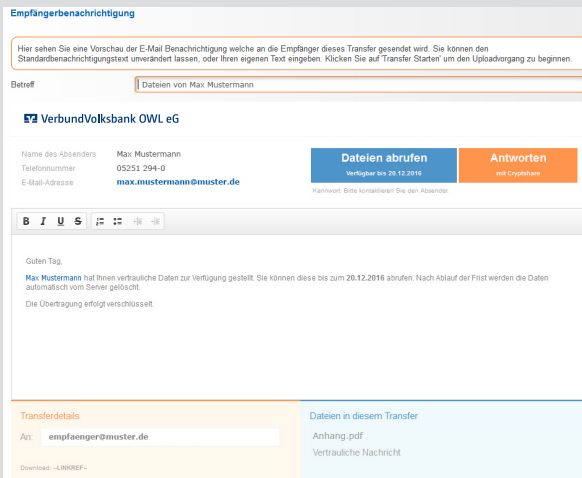 Empfängerbenachrichtigung
Hier sehen Sie eine Vorschau der E-Mail Benachrichtigung welche an die Empfänger dieses Transfer gesendet wird. Sie können den
Standardbenachrichtigungstext unverändert lassen, oder Ihren eigenen Text eingeben. Klicken Sie auf 'Transfer Starten' um den Uploadvorgang zu beginnen.
Betreff
Dateien von Max Mustermann
VerbundVolksbank OWL eG
Name des Absenders Max Mustermann
Telefonnummer 05251 294-0
E-Mail-Adresse max.mustermann@muster.de
Dateien abrufen
Verfügbar bis 20.12.2016
Antworten
mit Cryptshare
Kennwort: Bitte kontaktieren Sie den Absender.
B I U S
Guten Tag,
Max Mustermann hat Ihnen vertrauliche Daten zur Verfügung gestellt. Sie können diese bis zum 20.12.2016 abrufen. Nach Ablauf der Frist werden die Daten
automatisch vom Server gelöscht.
Die Übertragung erfolgt verschlüsselt.
Transferdetails
An: empfaenger@muster.de
Download: ~LINKREF~
Dateien in diesem Transfer
Anhang.pdf
Vertrauliche Nachricht